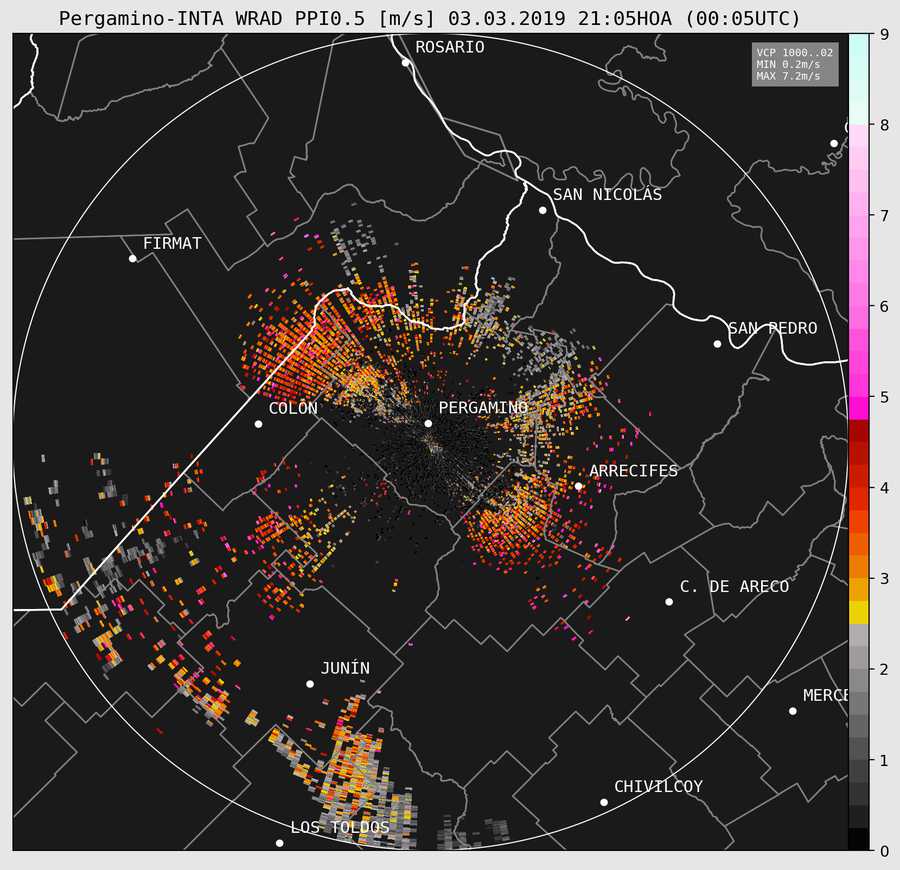 Pergamino-INTA WRAD PPI0.5 [m/s] 03.03.2019 21:05HOA (00:05UTC)
ROSARIO
VCP 1000..02
MIN 0.2m/s
MAX 7.2m/s
SAN NICOLÁS
FIRMAT
SAN PEDRO
COLÓN
PERGAMINO
ARRECIFES
C. DE ARECO
JUNÍN
MERCE
CHIVILCOY
LOS TOLDOS
9
8
7
6
5
4
3
2
1
0